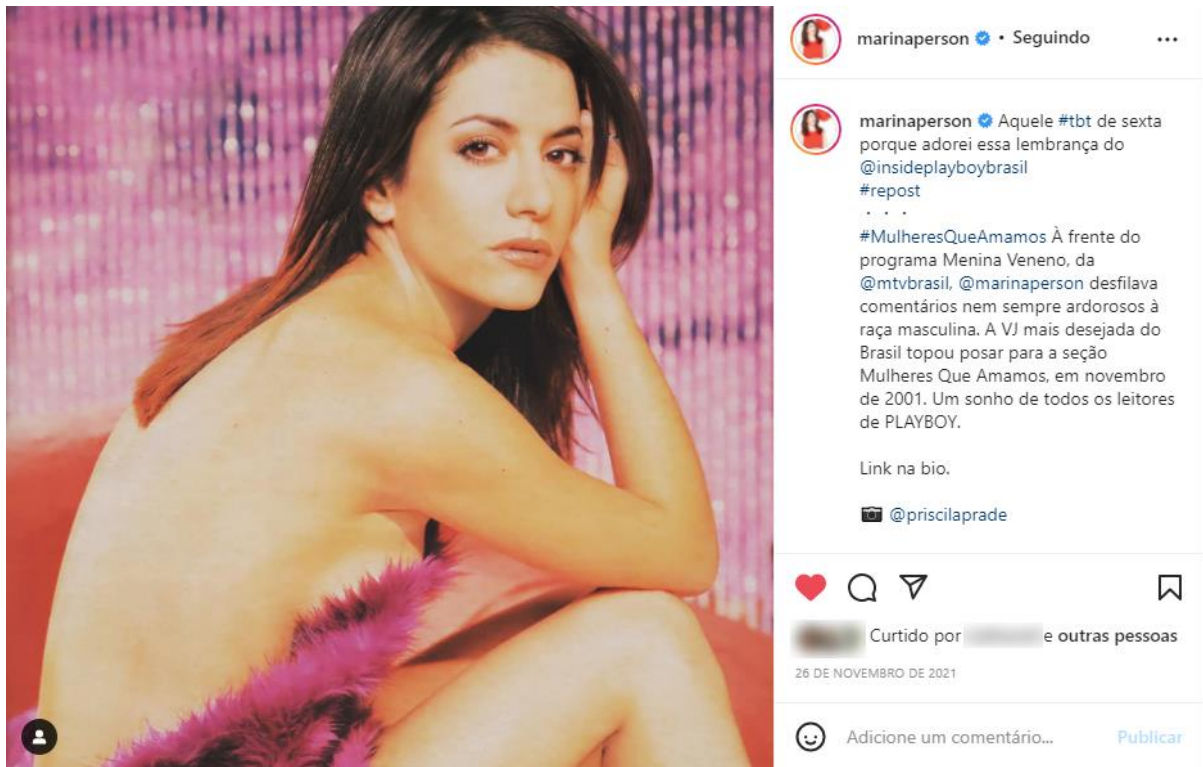 marinaperson • Seguindo
marinaperson Aquele #tbt de sexta
porque adorei essa lembrança do
@insideplayboybrasil
#repost
· · ·
#MulheresQueAmamos À frente do
programa Menina Veneno, da
@mtvbrasil, @marinaperson desfilava
comentários nem sempre ardorosos à
raça masculina. A VJ mais desejada do
Brasil topou posar para a seção
Mulheres Que Amamos, em novembro
de 2001. Um sonho de todos os leitores
de PLAYBOY.
Link na bio.
@priscilaprade
Curtido por e outras pessoas
26 DE NOVEMBRO DE 2021
Adicione um comentário... Publicar